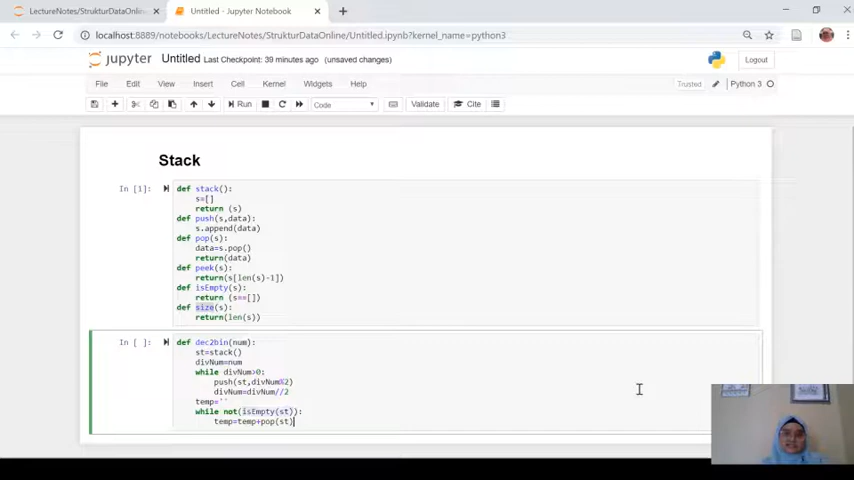 LectureNotes/StrukturDataOnlin
Untitled - Jupyter Notebook
localhost:8889/notebooks/LectureNotes/StrukturDataOnline/Untitled.ipynb?kernel_name=python3
jupyter Untitled Last Checkpoint: 39 minutes ago (unsaved changes)
Logout
File Edit View Insert Cell Kernel Widgets Help
Trusted Python 3
Run Code Validate Cite
Stack
In [1]:
def stack():
    s=[]
    return (s)
def push(s,data):
    s.append(data)
def pop(s):
    data=s.pop()
    return(data)
def peek(s):
    return(s[len(s)-1])
def isEmpty(s):
    return (s==[])
def size(s):
    return(len(s))
In [ ]:
def dec2bin(num):
    st=stack()
    divNum=num
    while divNum>0:
        push(st,divNum%2)
        divNum=divNum//2
    temp=''
    while not(isEmpty(st)):
        temp=temp+pop(st)